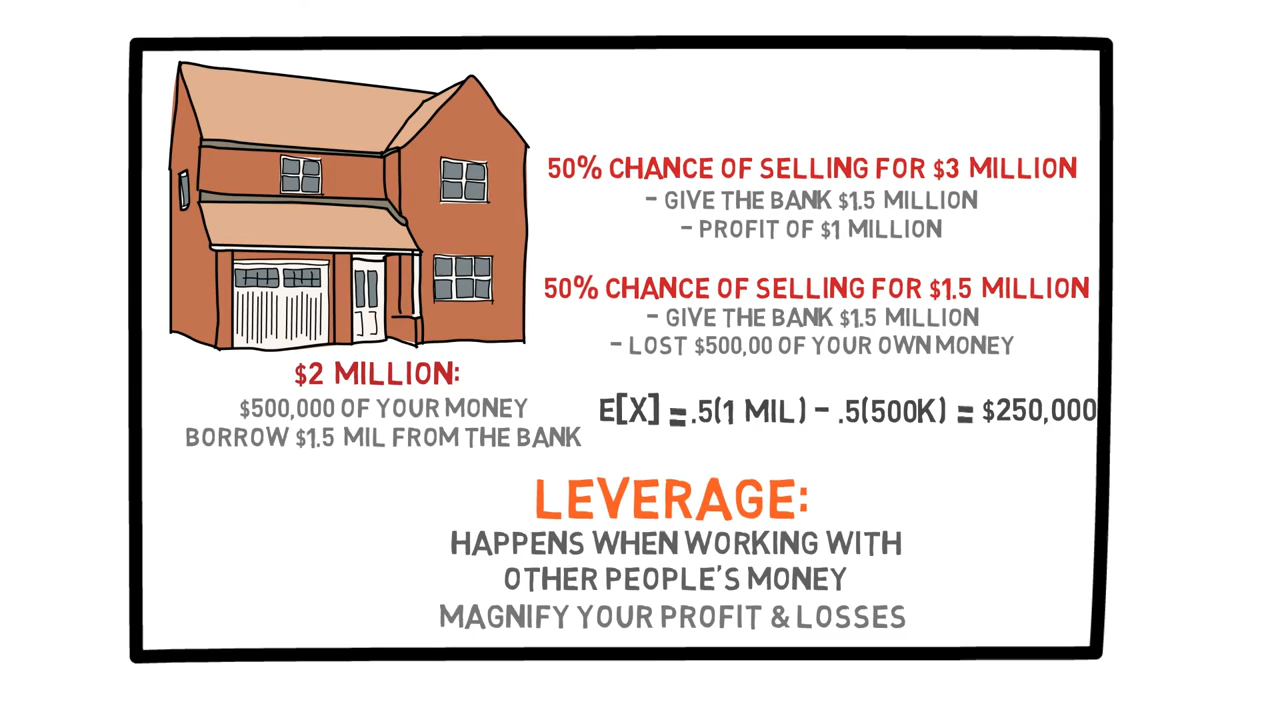 50% CHANCE OF SELLING FOR $3 MILLION
- GIVE THE BANK $1.5 MILLION
- PROFIT OF $1 MILLION
50% CHANCE OF SELLING FOR $1.5 MILLION
- GIVE THE BANK $1.5 MILLION
- LOST $500,00 OF YOUR OWN MONEY
$2 MILLION:
$500,000 OF YOUR MONEY
BORROW $1.5 MIL FROM THE BANK
E[X] = .5(1 MIL) - .5(500K) = $250,000
LEVERAGE:
HAPPENS WHEN WORKING WITH
OTHER PEOPLE'S MONEY
MAGNIFY YOUR PROFIT & LOSSES